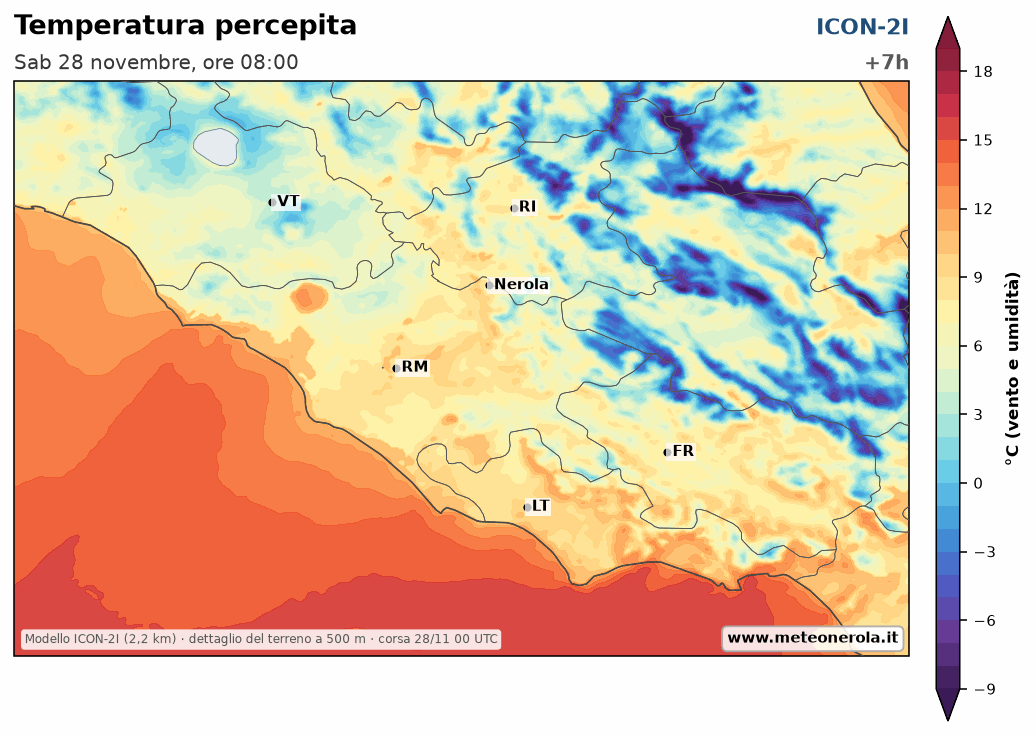 Temperatura percepita
ICON-2I
Sab 28 novembre, ore 08:00
+7h
VT
RI
Nerola
RM
FR
LT
18
15
12
9
6
3
0
−3
−6
−9
°C (vento e umidità)
Modello ICON-2I (2,2 km) · dettaglio del terreno a 500 m · corsa 28/11 00 UTC
www.meteonerola.it